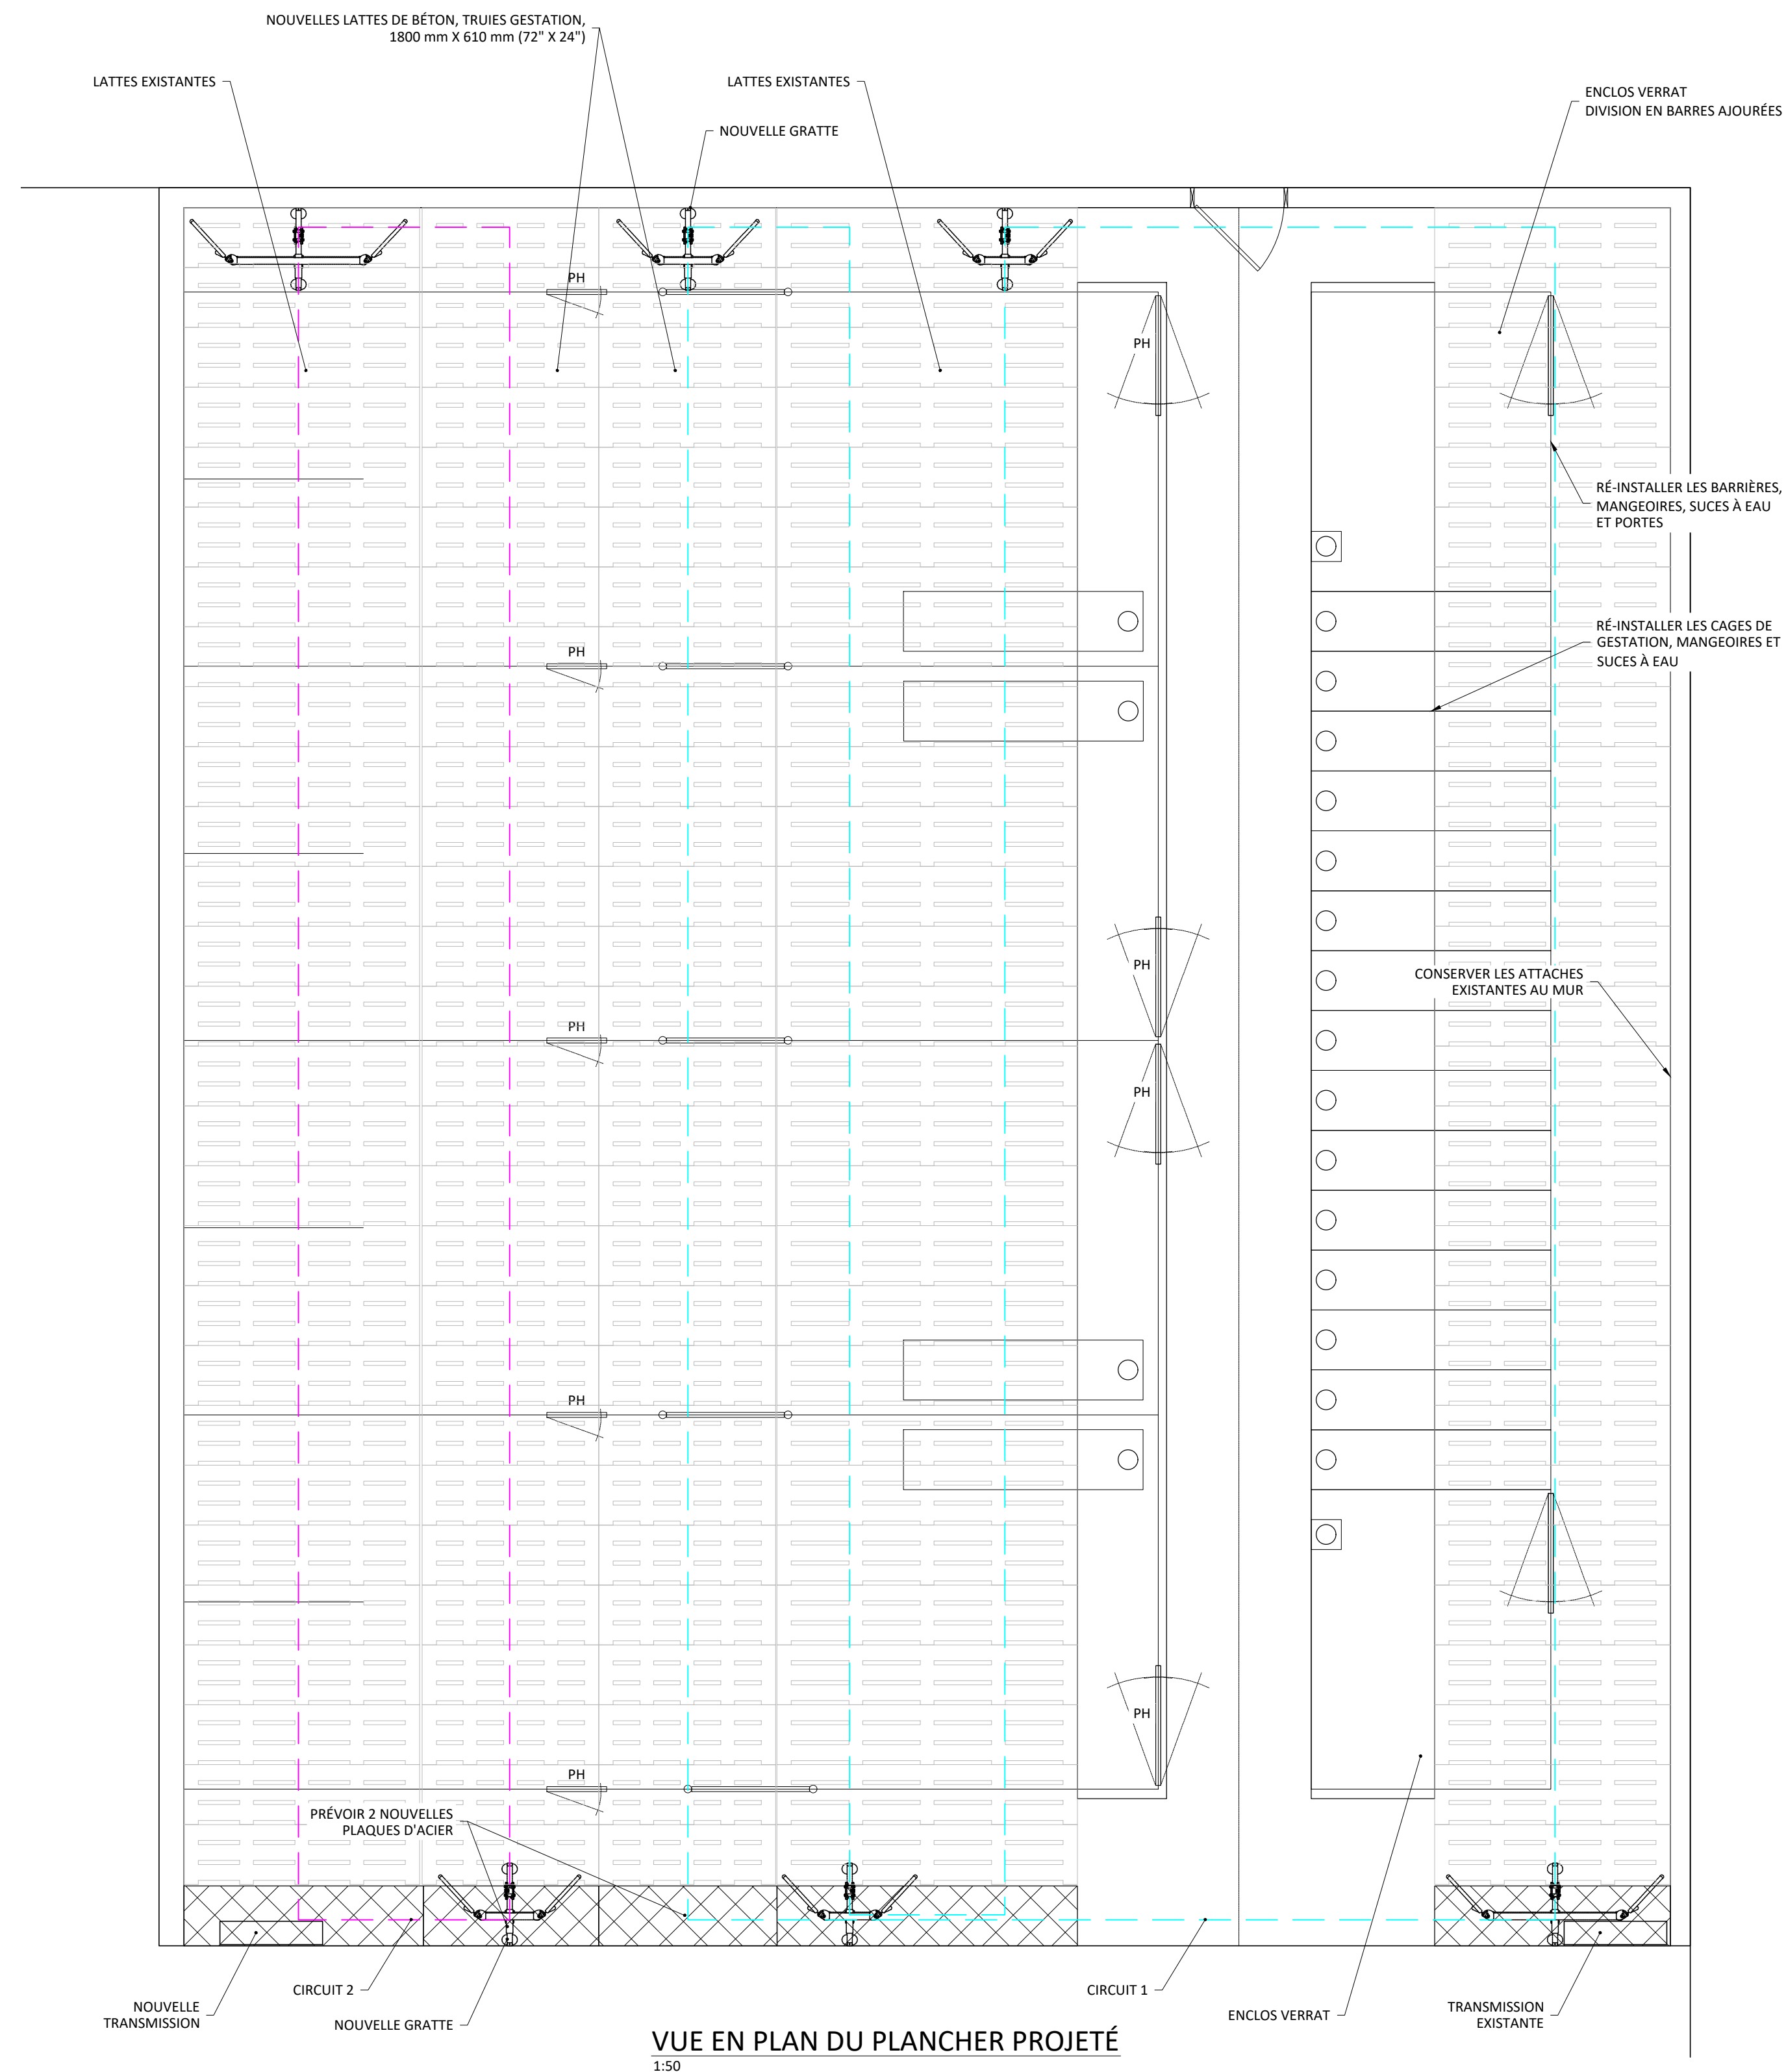 NOUVELLES LATTES DE BÉTON, TRUIES GESTATION,
1800 mm X 610 mm (72" X 24")
LATTES EXISTANTES
LATTES EXISTANTES
ENCLOS VERRAT
DIVISION EN BARRES AJOURÉES
NOUVELLE GRATTE
PH
PH
RÉ-INSTALLER LES BARRIÈRES,
MANGEOIRES, SUCES À EAU
ET PORTES
RÉ-INSTALLER LES CAGES DE
GESTATION, MANGEOIRES ET
SUCES À EAU
PH
PH
CONSERVER LES ATTACHES
EXISTANTES AU MUR
PH
PH
PH
PH
PH
PRÉVOIR 2 NOUVELLES
PLAQUES D'ACIER
CIRCUIT 2
CIRCUIT 1
NOUVELLE
TRANSMISSION
NOUVELLE GRATTE
ENCLOS VERRAT
TRANSMISSION
EXISTANTE
VUE EN PLAN DU PLANCHER PROJETÉ
1:50